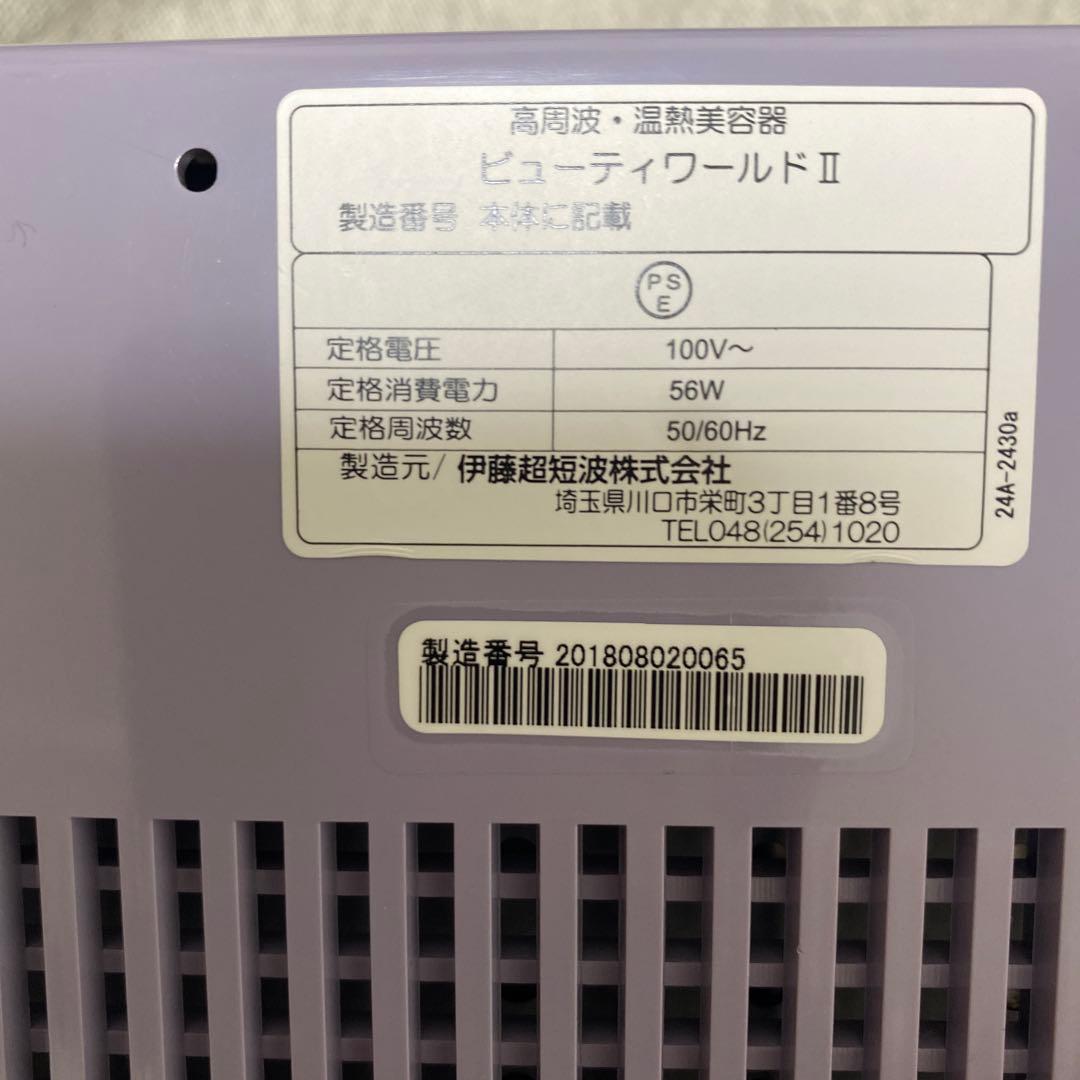 高周波・温熱美容器
ビューティワールドⅡ
製造番号 本体に記載
PS
E
定格電圧 100V～
定格消費電力 56W
定格周波数 50/60Hz
製造元/ 伊藤超短波株式会社
埼玉県川口市栄町3丁目1番8号
TEL048(254)1020
24A-2430a
製造番号 201808020065